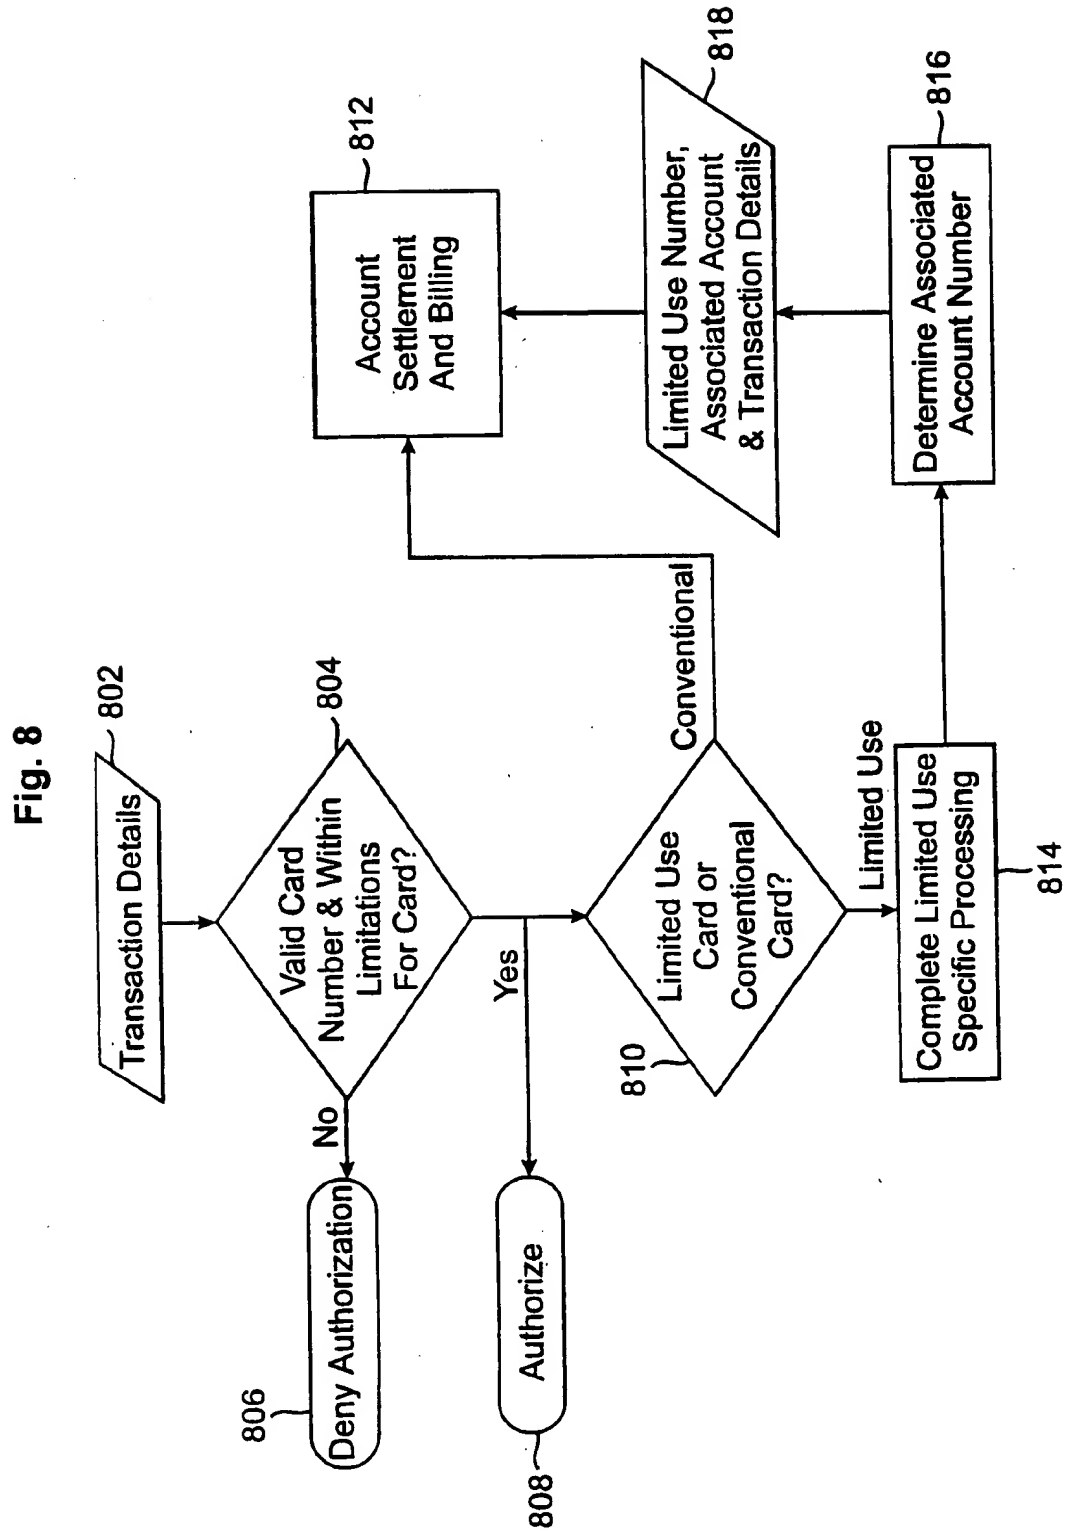 Fig. 8
802
Transaction Details
804
Valid Card
Number & Within
Limitations
For Card?
No
806
Deny Authorization
Yes
808
Authorize
810
Limited Use
Card or
Conventional
Card?
Conventional
812
Account
Settlement
And Billing
Limited Use
814
Complete Limited Use
Specific Processing
816
Determine Associated
Account Number
818
Limited Use Number,
Associated Account
& Transaction Details